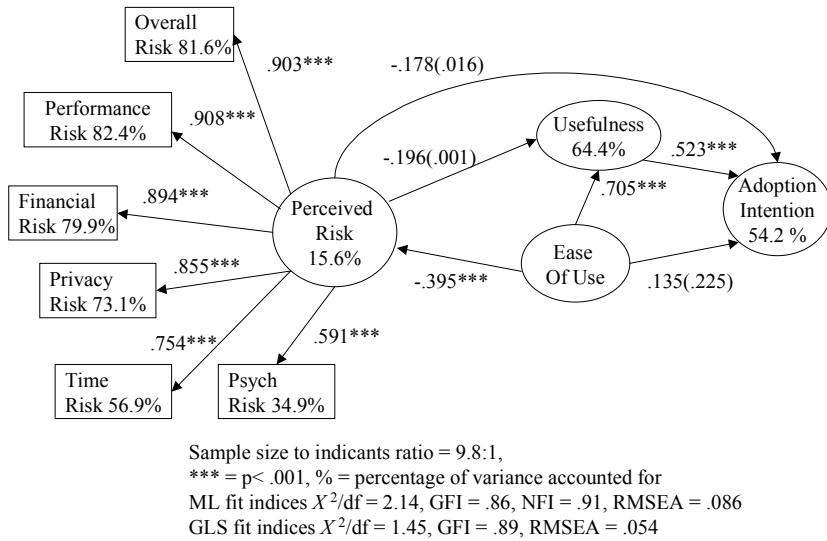 Overall
Risk 81.6%
.903***
-.178(.016)
Performance
Risk 82.4%
.908***
Usefulness
64.4%
.523***
-.196(.001)
Financial
Risk 79.9%
.894***
Perceived
Risk
15.6%
.705***
Adoption
Intention
54.2 %
Ease
Of Use
Privacy
Risk 73.1%
.855***
-.395***
.135(.225)
.754***
.591***
Time
Risk 56.9%
Psych
Risk 34.9%
Sample size to indicants ratio = 9.8:1,
*** = p< .001, % = percentage of variance accounted for
ML fit indices X²/df = 2.14, GFI = .86, NFI = .91, RMSEA = .086
GLS fit indices X²/df = 1.45, GFI = .89, RMSEA = .054